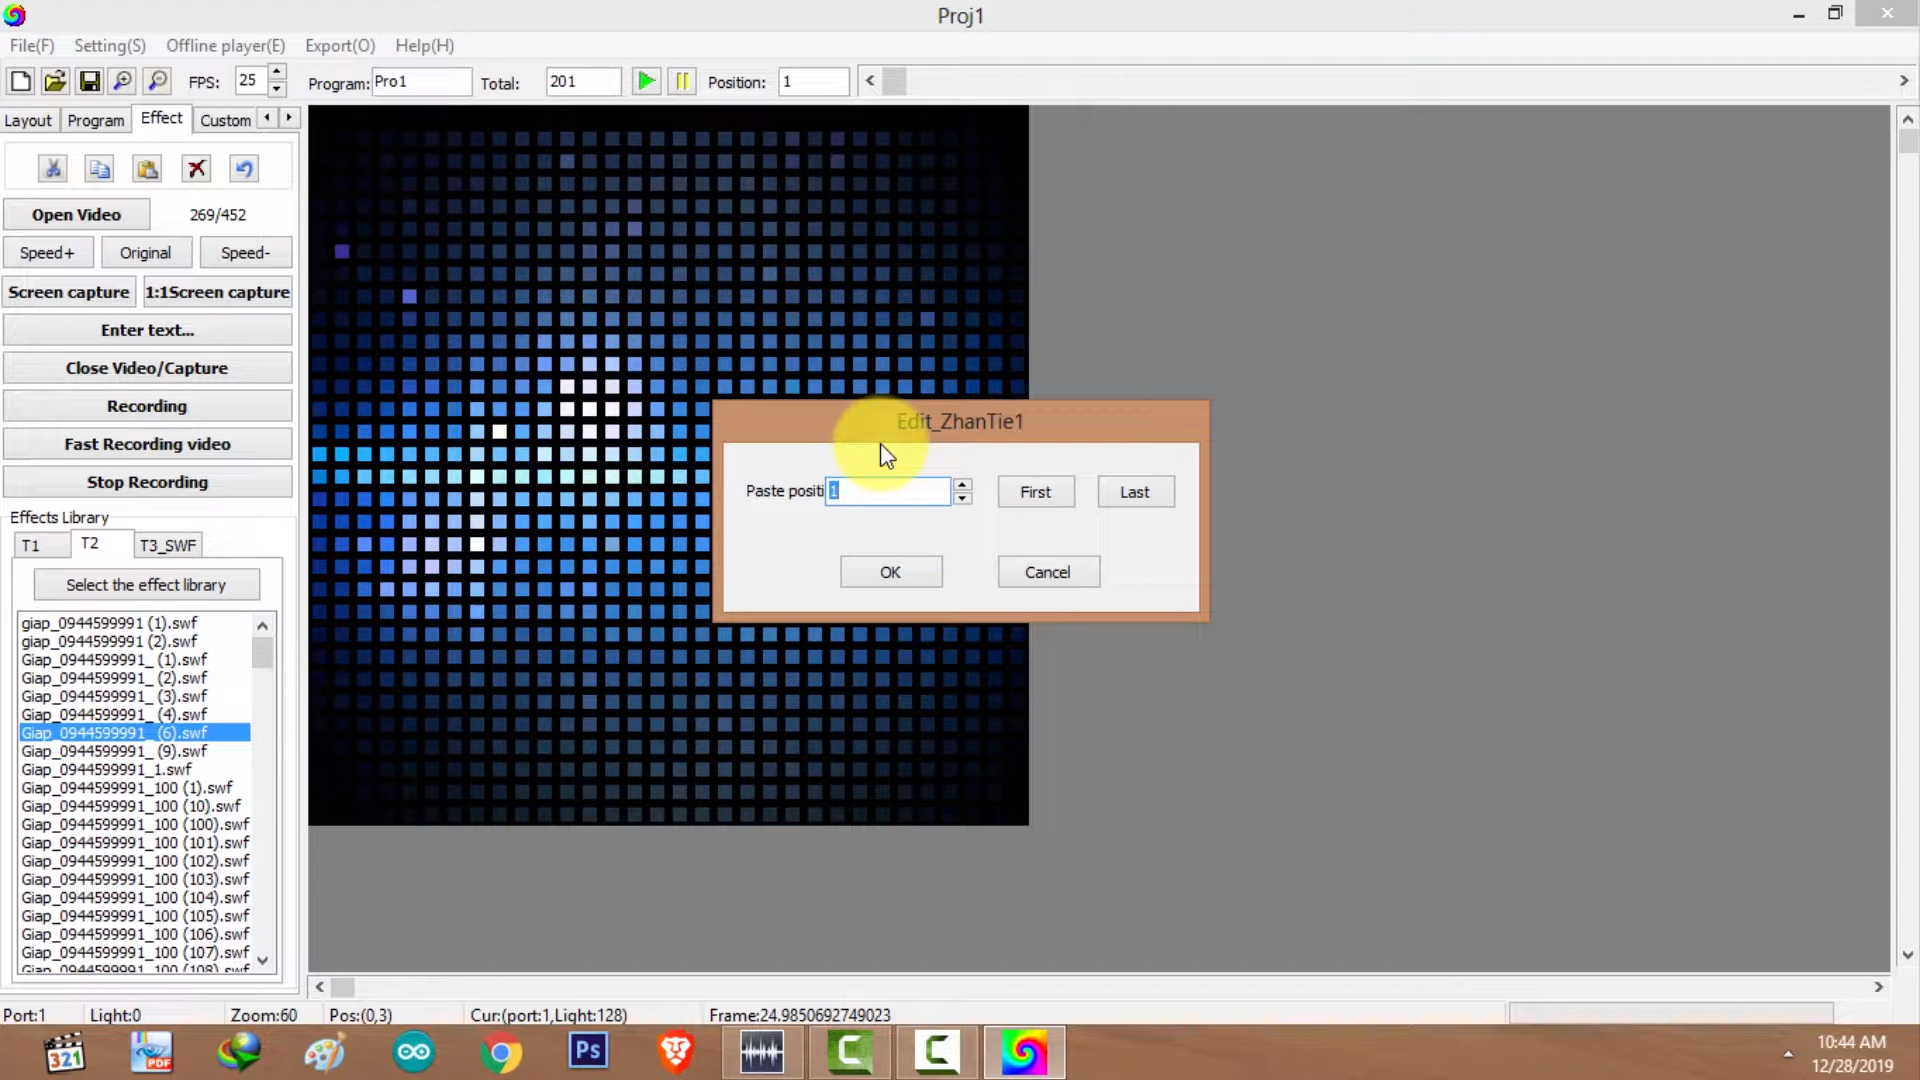 Proj1
File(F) Setting(S) Offline player(E) Export(O) Help(H)
FPS: 25 Program: Pro1 Total: 201 Position: 1
Layout Program Effect Custom
Open Video 269/452
Speed+ Original Speed-
Screen capture 1:1Screen capture
Enter text...
Close Video/Capture
Recording
Fast Recording video
Stop Recording
Effects Library
T1 T2 T3_SWF
Select the effect library
giap_0944599991 (1).swf
giap_0944599991 (2).swf
Giap_0944599991_ (1).swf
Giap_0944599991_ (2).swf
Giap_0944599991_ (3).swf
Giap_0944599991_ (4).swf
Giap_0944599991_ (6).swf
Giap_0944599991_ (9).swf
Giap_0944599991_1.swf
Giap_0944599991_100 (1).swf
Giap_0944599991_100 (10).swf
Giap_0944599991_100 (100).swf
Giap_0944599991_100 (101).swf
Giap_0944599991_100 (102).swf
Giap_0944599991_100 (103).swf
Giap_0944599991_100 (104).swf
Giap_0944599991_100 (105).swf
Giap_0944599991_100 (106).swf
Giap_0944599991_100 (107).swf
Giap_0944599991_100 (108).swf
Edit_ZhanTie1
Paste positi 1 First Last
OK Cancel
Port:1 Light:0 Zoom:60 Pos:(0,3) Cur:(port:1,Light:128) Frame:24.9850692749023
321
PDF
Ps
10:44 AM
12/28/2019